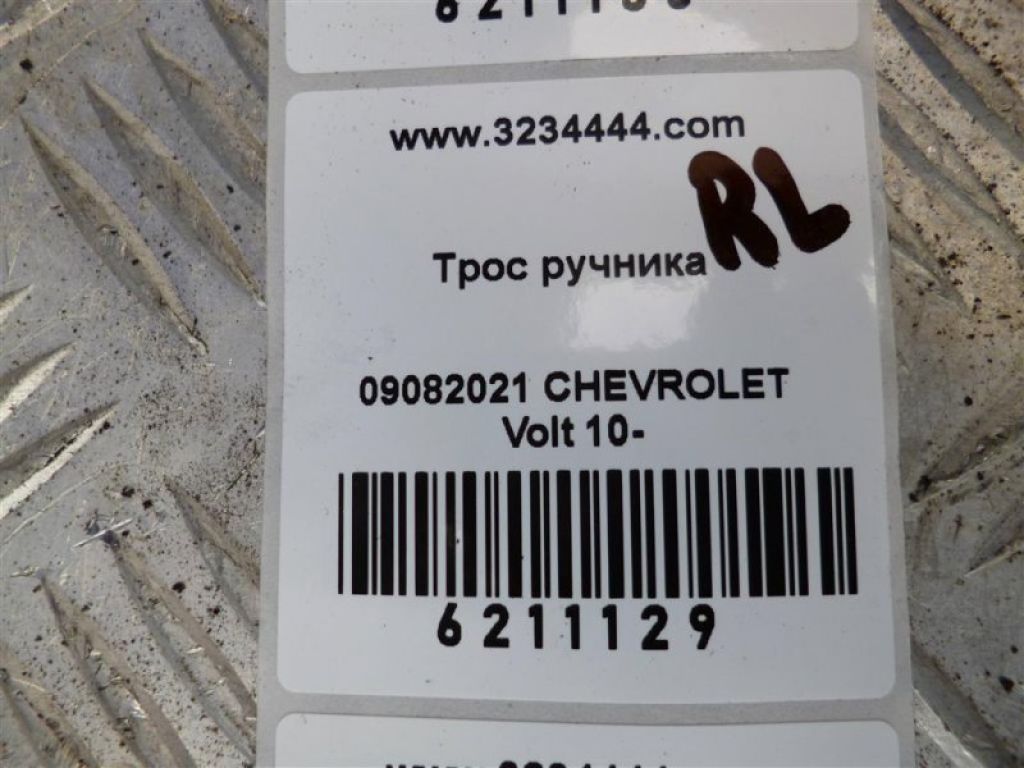 www.3234444.com
RL
Трос ручника
09082021 CHEVROLET
Volt 10-
6211129